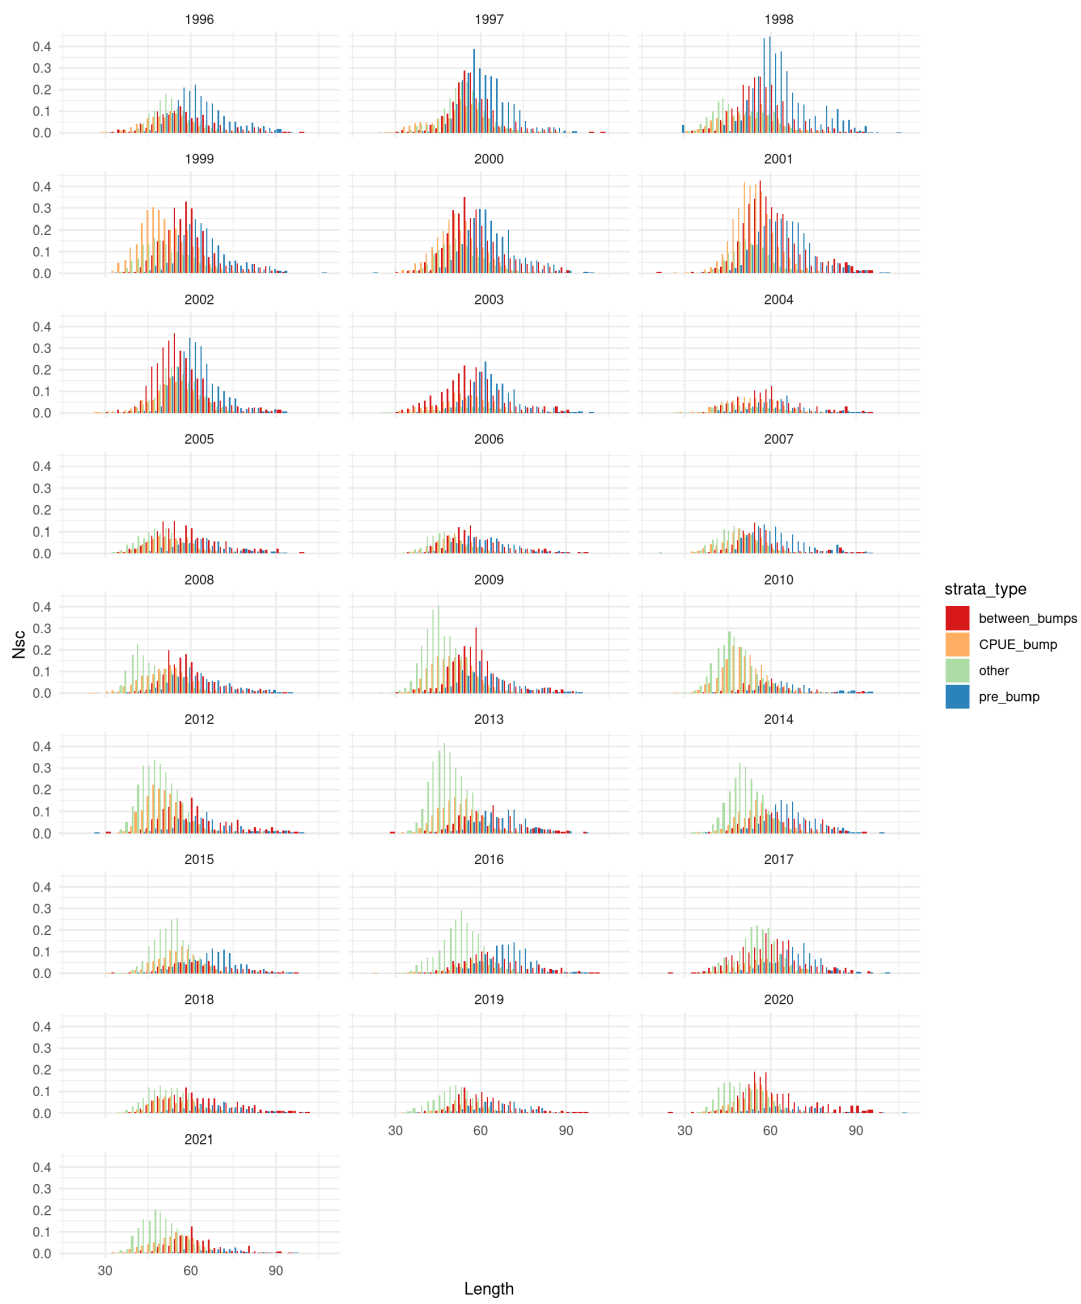 1996 1997 1998
0.4
0.3
0.2
0.1
0.0
1999 2000 2001
0.4
0.3
0.2
0.1
0.0
2002 2003 2004
0.4
0.3
0.2
0.1
0.0
2005 2006 2007
0.4
0.3
0.2
0.1
0.0
2008 2009 2010
0.4
0.3
0.2
0.1
0.0
2012 2013 2014
0.4
0.3
0.2
0.1
0.0
2015 2016 2017
0.4
0.3
0.2
0.1
0.0
2018 2019 2020
0.4
0.3
0.2
0.1
0.0
30 60 90 30 60 90
2021
0.4
0.3
0.2
0.1
0.0
30 60 90
Length
Nsc
strata_type
between_bumps
CPUE_bump
other
pre_bump